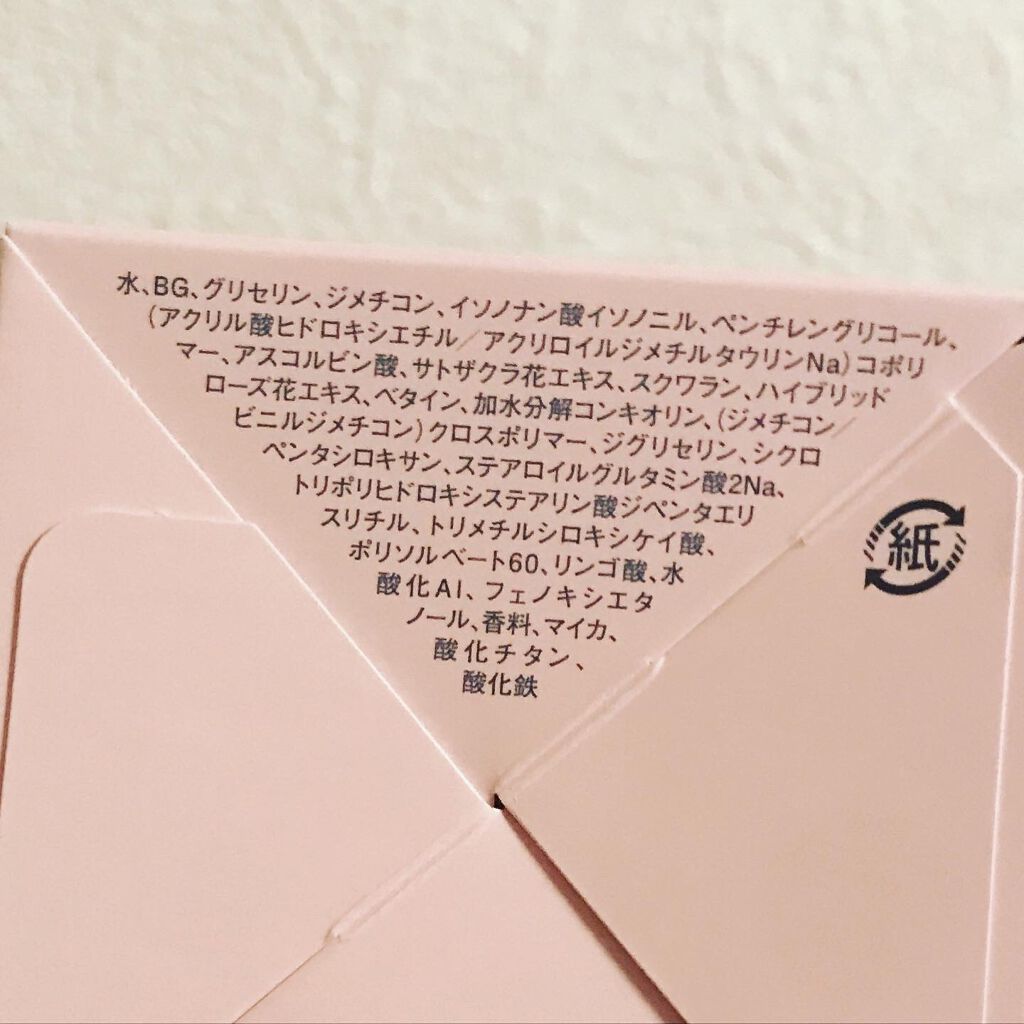 水、BG、グリセリン、ジメチコン、イソノナン酸イソノニル、ペンチレングリコール、
(アクリル酸ヒドロキシエチル/アクリロイルジメチルタウリンNa)コポリ
マー、アスコルビン酸、サトザクラ花エキス、スクワラン、ハイブリッド
ローズ花エキス、ベタイン、加水分解コンキオリン、(ジメチコン/
ビニルジメチコン)クロスポリマー、ジグリセリン、シクロ
ペンタシロキサン、ステアロイルグルタミン酸2Na、
トリポリヒドロキシステアリン酸ジペンタエリ
スリチル、トリメチルシロキシケイ酸、
ポリソルベート60、リンゴ酸、水
酸化Al、フェノキシエタ
ノール、香料、マイカ、
酸化チタン、
酸化鉄
紙